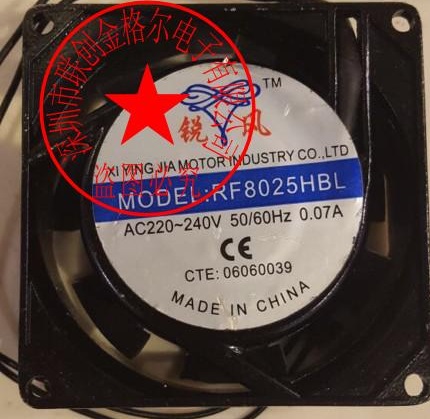 深圳市联创金格尔电子商
TM
锐风
盗图必究
XI YING JIA MOTOR INDUSTRY CO.,LTD
MODEL:RF8025HBL
AC220~240V 50/60Hz 0.07A
CE
CTE: 06060039
MADE IN CHINA